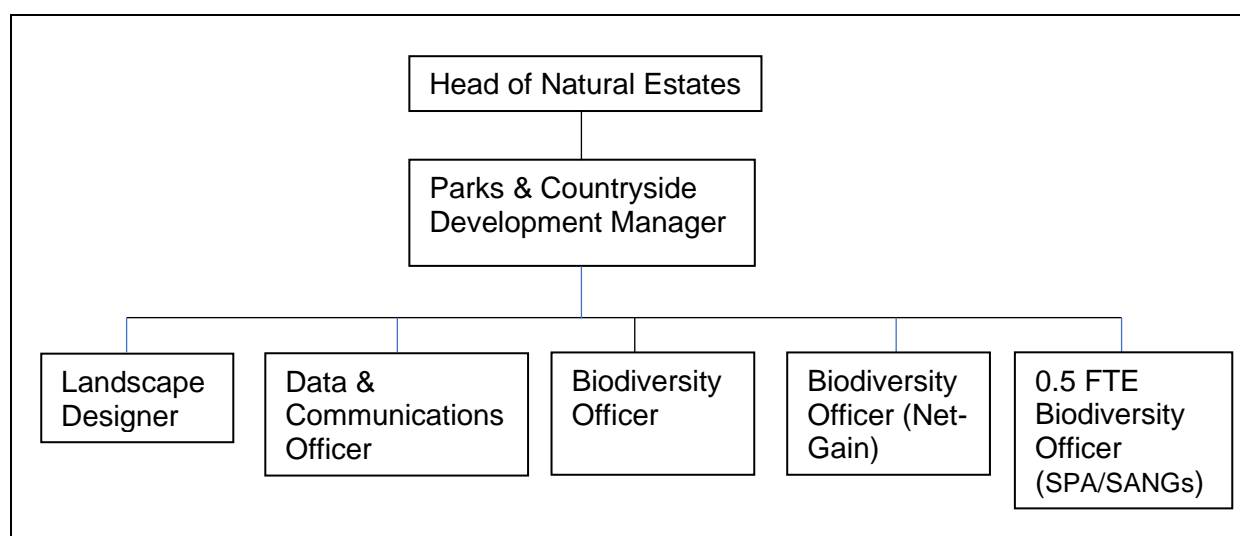 Head of Natural Estates
Parks & Countryside
Development Manager
Landscape
Designer
Data &
Communications
Officer
Biodiversity
Officer
Biodiversity
Officer (Net-
Gain)
0.5 FTE
Biodiversity
Officer
(SPA/SANGs)